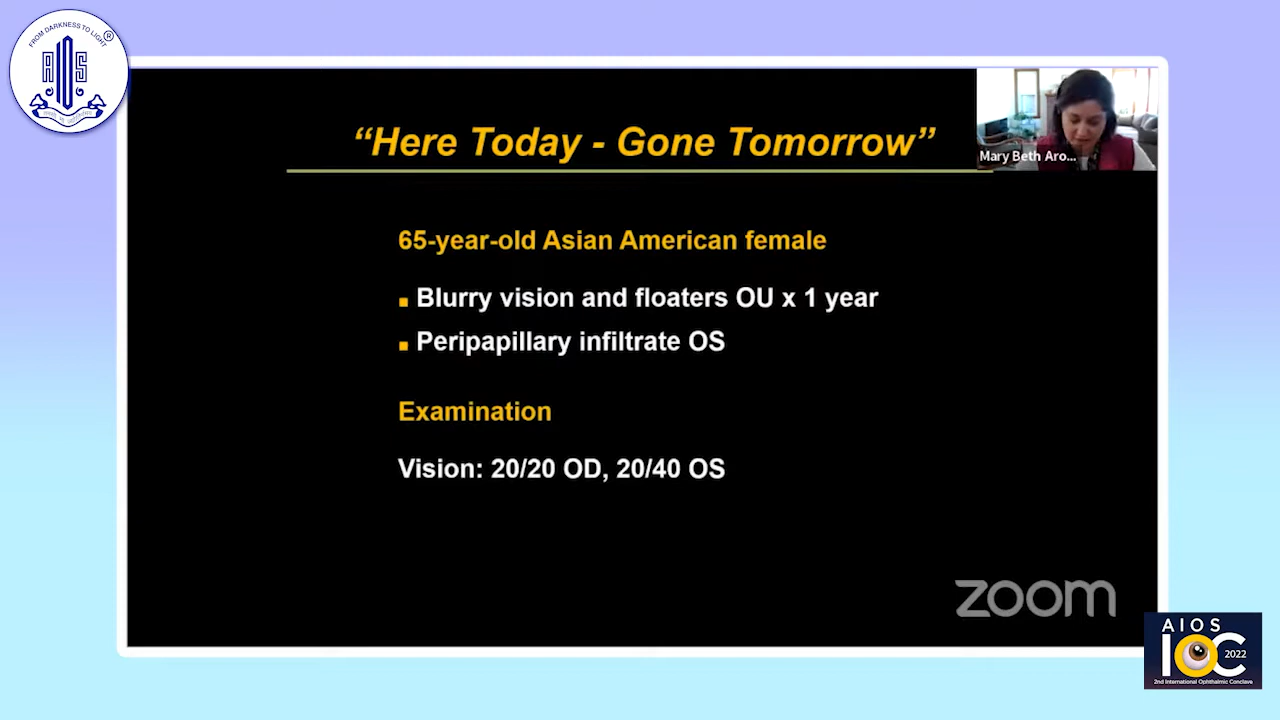 FROM DARKNESS TO LIGHT
AIOS
"Here Today - Gone Tomorrow"
Mary Beth Aro...
65-year-old Asian American female
Blurry vision and floaters OU x 1 year
Peripapillary infiltrate OS
Examination
Vision: 20/20 OD, 20/40 OS
zoom
AIOS
IOC
2022
2nd International Ophthalmic Conclave